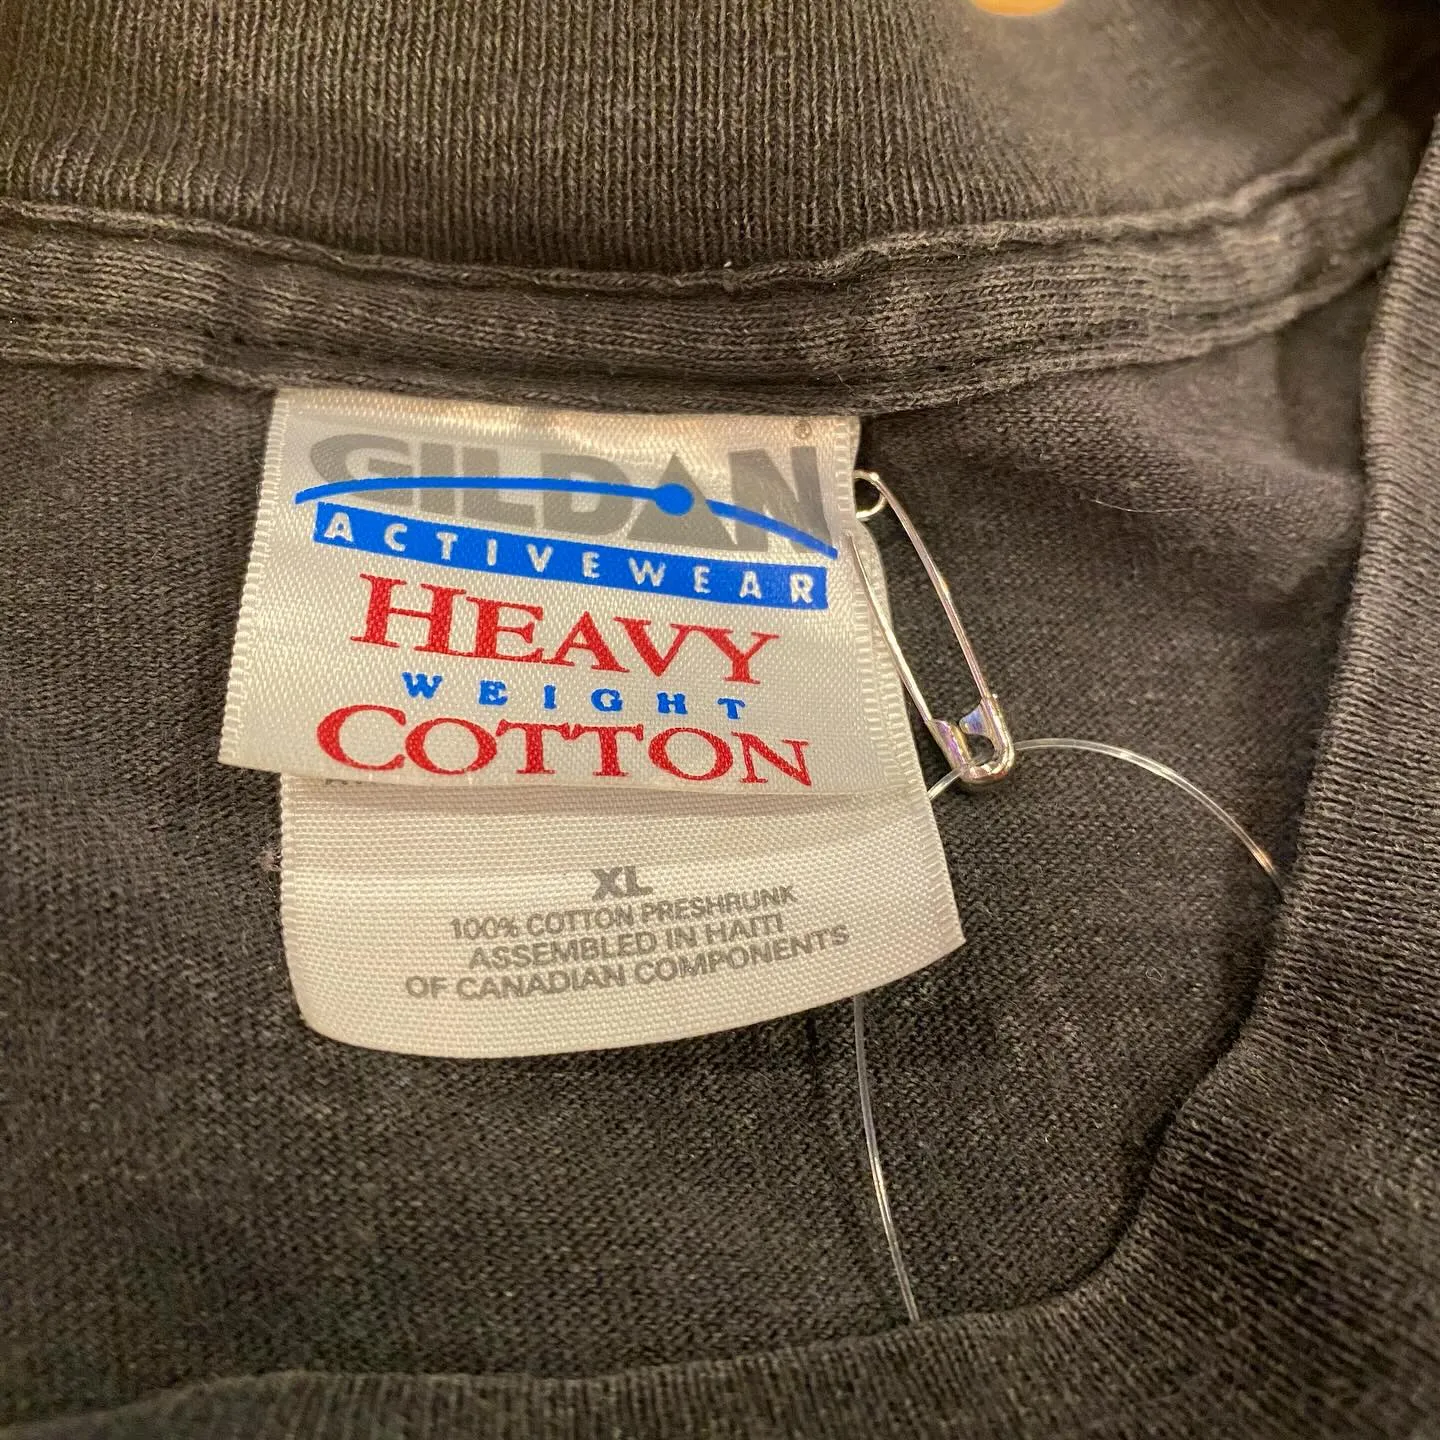 GILDAN®
ACTIVEWEAR
HEAVY
WEIGHT
COTTON
XL
100% COTTON PRESHRUNK
ASSEMBLED IN HAITI
OF CANADIAN COMPONENTS